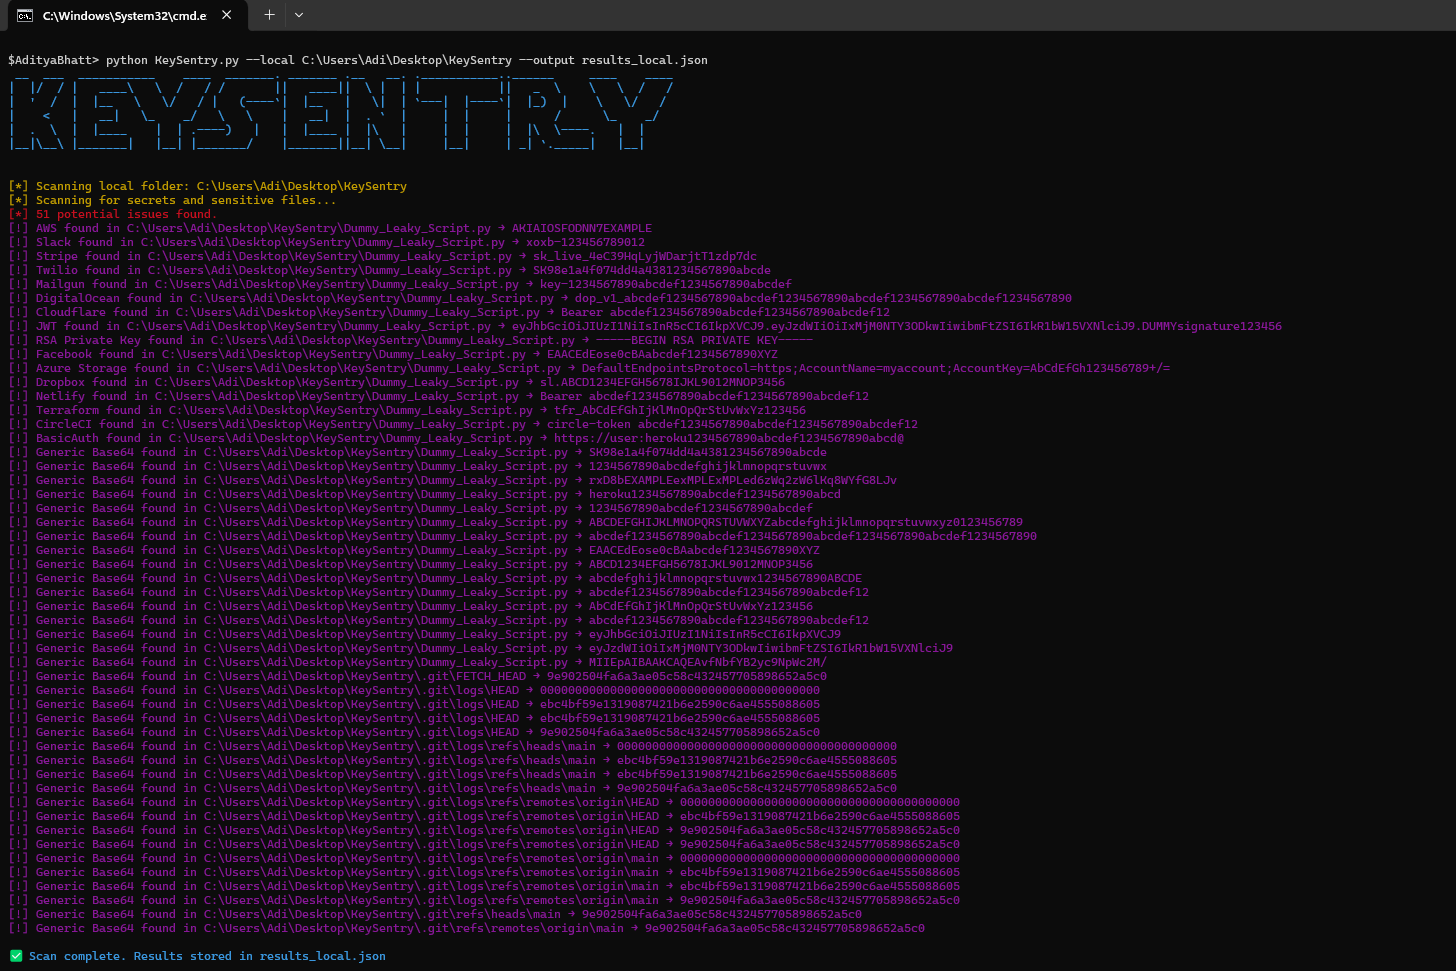 C:\Windows\System32\cmd.e
$AdityaBhatt> python KeySentry.py --local C:\Users\Adi\Desktop\KeySentry --output results_local.json
KEYSENTRY
[*] Scanning local folder: C:\Users\Adi\Desktop\KeySentry
[*] Scanning for secrets and sensitive files...
[*] 51 potential issues found.
[!] AWS found in C:\Users\Adi\Desktop\KeySentry\Dummy_Leaky_Script.py → AKIAIOSFODNN7EXAMPLE
[!] Slack found in C:\Users\Adi\Desktop\KeySentry\Dummy_Leaky_Script.py → xoxb-123456789012
[!] Stripe found in C:\Users\Adi\Desktop\KeySentry\Dummy_Leaky_Script.py → sk_live_4eC39HqLyjWDarjtT1zdp7dc
[!] Twilio found in C:\Users\Adi\Desktop\KeySentry\Dummy_Leaky_Script.py → SK98e1a4f074dd4a4381234567890abcde
[!] Mailgun found in C:\Users\Adi\Desktop\KeySentry\Dummy_Leaky_Script.py → key-1234567890abcdef1234567890abcdef
[!] DigitalOcean found in C:\Users\Adi\Desktop\KeySentry\Dummy_Leaky_Script.py → dop_v1_abcdef1234567890abcdef1234567890abcdef1234567890abcdef1234567890
[!] Cloudflare found in C:\Users\Adi\Desktop\KeySentry\Dummy_Leaky_Script.py → Bearer abcdef1234567890abcdef1234567890abcdef12
[!] JWT found in C:\Users\Adi\Desktop\KeySentry\Dummy_Leaky_Script.py → eyJhbGciOiJIUzI1NiIsInR5cCI6IkpXVCJ9.eyJzdWIiOiIxMjM0NTY3ODkwIiwibmFtZSI6IkR1bW15VXNlciJ9.DUMMYsignature123456
[!] RSA Private Key found in C:\Users\Adi\Desktop\KeySentry\Dummy_Leaky_Script.py → -----BEGIN RSA PRIVATE KEY-----
[!] Facebook found in C:\Users\Adi\Desktop\KeySentry\Dummy_Leaky_Script.py → EAACEdEose0cBAabcdef1234567890XYZ
[!] Azure Storage found in C:\Users\Adi\Desktop\KeySentry\Dummy_Leaky_Script.py → DefaultEndpointsProtocol=https;AccountName=myaccount;AccountKey=AbCdEfGh123456789+/=
[!] Dropbox found in C:\Users\Adi\Desktop\KeySentry\Dummy_Leaky_Script.py → sl.ABCD1234EFGH5678IJKL9012MNOP3456
[!] Netlify found in C:\Users\Adi\Desktop\KeySentry\Dummy_Leaky_Script.py → Bearer abcdef1234567890abcdef1234567890abcdef12
[!] Terraform found in C:\Users\Adi\Desktop\KeySentry\Dummy_Leaky_Script.py → tfr_AbCdEfGhIjKlMnOpQrStUvWxYz123456
[!] CircleCI found in C:\Users\Adi\Desktop\KeySentry\Dummy_Leaky_Script.py → circle-token abcdef1234567890abcdef1234567890abcdef12
[!] BasicAuth found in C:\Users\Adi\Desktop\KeySentry\Dummy_Leaky_Script.py → https://user:heroku1234567890abcdef1234567890abcd@
[!] Generic Base64 found in C:\Users\Adi\Desktop\KeySentry\Dummy_Leaky_Script.py → SK98e1a4f074dd4a4381234567890abcde
[!] Generic Base64 found in C:\Users\Adi\Desktop\KeySentry\Dummy_Leaky_Script.py → 1234567890abcdefghijklmnopqrstuvwx
[!] Generic Base64 found in C:\Users\Adi\Desktop\KeySentry\Dummy_Leaky_Script.py → rxD8bEXAMPLEexMPLExMPLed6zWq2zW6lKq8WYfG8LJv
[!] Generic Base64 found in C:\Users\Adi\Desktop\KeySentry\Dummy_Leaky_Script.py → heroku1234567890abcdef1234567890abcd
[!] Generic Base64 found in C:\Users\Adi\Desktop\KeySentry\Dummy_Leaky_Script.py → 1234567890abcdef1234567890abcdef
[!] Generic Base64 found in C:\Users\Adi\Desktop\KeySentry\Dummy_Leaky_Script.py → ABCDEFGHIJKLMNOPQRSTUVWXYZabcdefghijklmnopqrstuvwxyz0123456789
[!] Generic Base64 found in C:\Users\Adi\Desktop\KeySentry\Dummy_Leaky_Script.py → abcdef1234567890abcdef1234567890abcdef1234567890abcdef1234567890
[!] Generic Base64 found in C:\Users\Adi\Desktop\KeySentry\Dummy_Leaky_Script.py → EAACEdEose0cBAabcdef1234567890XYZ
[!] Generic Base64 found in C:\Users\Adi\Desktop\KeySentry\Dummy_Leaky_Script.py → ABCD1234EFGH5678IJKL9012MNOP3456
[!] Generic Base64 found in C:\Users\Adi\Desktop\KeySentry\Dummy_Leaky_Script.py → abcdefghijklmnopqrstuvwx1234567890ABCDE
[!] Generic Base64 found in C:\Users\Adi\Desktop\KeySentry\Dummy_Leaky_Script.py → abcdef1234567890abcdef1234567890abcdef12
[!] Generic Base64 found in C:\Users\Adi\Desktop\KeySentry\Dummy_Leaky_Script.py → AbCdEfGhIjKlMnOpQrStUvWxYz123456
[!] Generic Base64 found in C:\Users\Adi\Desktop\KeySentry\Dummy_Leaky_Script.py → abcdef1234567890abcdef1234567890abcdef12
[!] Generic Base64 found in C:\Users\Adi\Desktop\KeySentry\Dummy_Leaky_Script.py → eyJhbGciOiJIUzI1NiIsInR5cCI6IkpXVCJ9
[!] Generic Base64 found in C:\Users\Adi\Desktop\KeySentry\Dummy_Leaky_Script.py → eyJzdWIiOiIxMjM0NTY3ODkwIiwibmFtZSI6IkR1bW15VXNlciJ9
[!] Generic Base64 found in C:\Users\Adi\Desktop\KeySentry\Dummy_Leaky_Script.py → MIIEpAIBAAKCAQEAvfNbfYB2yc9NpWc2M/
[!] Generic Base64 found in C:\Users\Adi\Desktop\KeySentry\.git\FETCH_HEAD → 9e902504fa6a3ae05c58c432457705898652a5c0
[!] Generic Base64 found in C:\Users\Adi\Desktop\KeySentry\.git\logs\HEAD → 0000000000000000000000000000000000000000
[!] Generic Base64 found in C:\Users\Adi\Desktop\KeySentry\.git\logs\HEAD → ebc4bf59e1319087421b6e2590c6ae4555088605
[!] Generic Base64 found in C:\Users\Adi\Desktop\KeySentry\.git\logs\HEAD → ebc4bf59e1319087421b6e2590c6ae4555088605
[!] Generic Base64 found in C:\Users\Adi\Desktop\KeySentry\.git\logs\HEAD → 9e902504fa6a3ae05c58c432457705898652a5c0
[!] Generic Base64 found in C:\Users\Adi\Desktop\KeySentry\.git\logs\refs\heads\main → 0000000000000000000000000000000000000000
[!] Generic Base64 found in C:\Users\Adi\Desktop\KeySentry\.git\logs\refs\heads\main → ebc4bf59e1319087421b6e2590c6ae4555088605
[!] Generic Base64 found in C:\Users\Adi\Desktop\KeySentry\.git\logs\refs\heads\main → ebc4bf59e1319087421b6e2590c6ae4555088605
[!] Generic Base64 found in C:\Users\Adi\Desktop\KeySentry\.git\logs\refs\heads\main → 9e902504fa6a3ae05c58c432457705898652a5c0
[!] Generic Base64 found in C:\Users\Adi\Desktop\KeySentry\.git\logs\refs\remotes\origin\HEAD → 0000000000000000000000000000000000000000
[!] Generic Base64 found in C:\Users\Adi\Desktop\KeySentry\.git\logs\refs\remotes\origin\HEAD → ebc4bf59e1319087421b6e2590c6ae4555088605
[!] Generic Base64 found in C:\Users\Adi\Desktop\KeySentry\.git\logs\refs\remotes\origin\HEAD → 9e902504fa6a3ae05c58c432457705898652a5c0
[!] Generic Base64 found in C:\Users\Adi\Desktop\KeySentry\.git\logs\refs\remotes\origin\HEAD → 9e902504fa6a3ae05c58c432457705898652a5c0
[!] Generic Base64 found in C:\Users\Adi\Desktop\KeySentry\.git\logs\refs\remotes\origin\main → 0000000000000000000000000000000000000000
[!] Generic Base64 found in C:\Users\Adi\Desktop\KeySentry\.git\logs\refs\remotes\origin\main → ebc4bf59e1319087421b6e2590c6ae4555088605
[!] Generic Base64 found in C:\Users\Adi\Desktop\KeySentry\.git\logs\refs\remotes\origin\main → ebc4bf59e1319087421b6e2590c6ae4555088605
[!] Generic Base64 found in C:\Users\Adi\Desktop\KeySentry\.git\logs\refs\remotes\origin\main → 9e902504fa6a3ae05c58c432457705898652a5c0
[!] Generic Base64 found in C:\Users\Adi\Desktop\KeySentry\.git\refs\heads\main → 9e902504fa6a3ae05c58c432457705898652a5c0
[!] Generic Base64 found in C:\Users\Adi\Desktop\KeySentry\.git\refs\remotes\origin\main → 9e902504fa6a3ae05c58c432457705898652a5c0
✅ Scan complete. Results stored in results_local.json